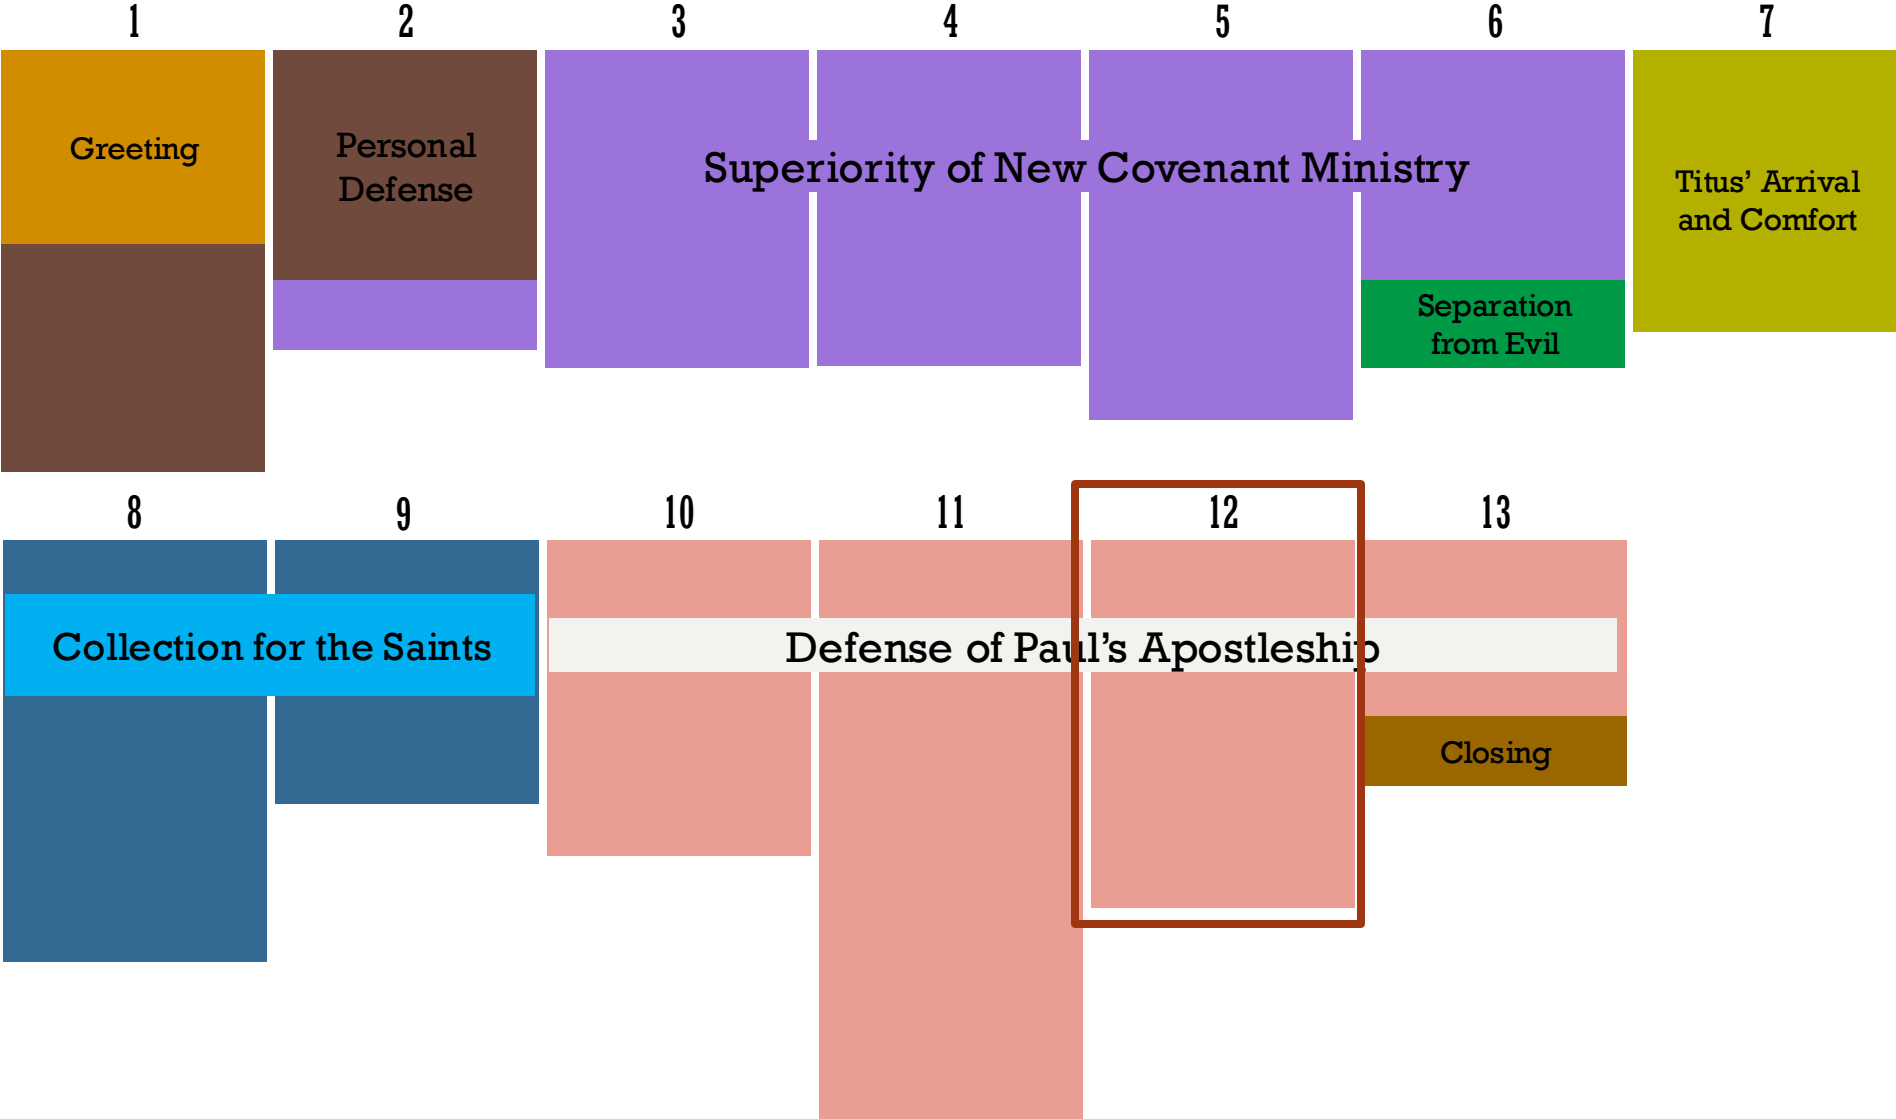 1 2 3 4 5 6 7
Greeting
Personal
Defense
Superiority of New Covenant Ministry
Separation
from Evil
Titus’ Arrival
and Comfort
8 9 10 11 12 13
Collection for the Saints
Defense of Paul’s Apostleship
Closing